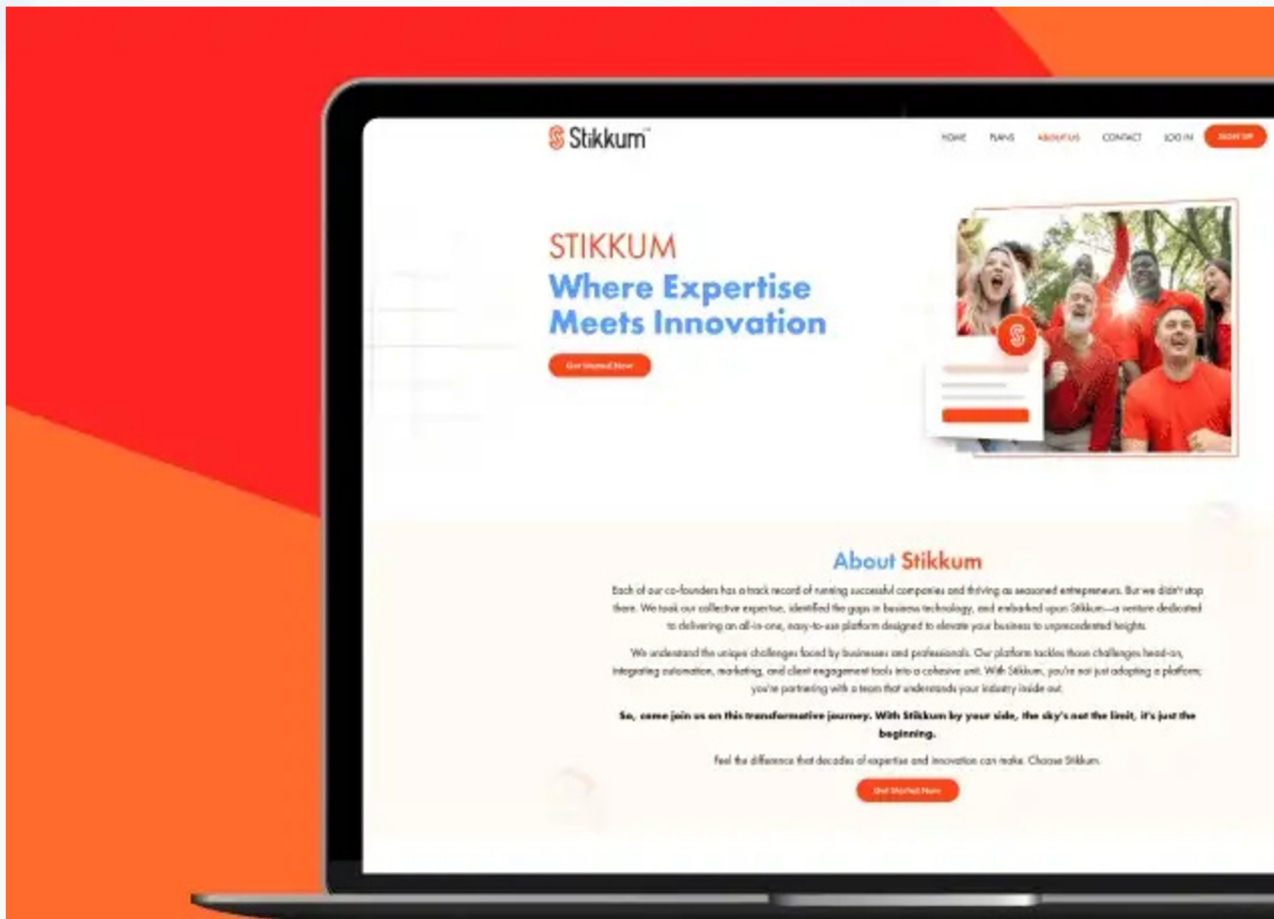 Stikkum™
HOME PLANS ABOUT US CONTACT LOG IN SIGN UP
STIKKUM
Where Expertise
Meets Innovation
Get Started Now
About Stikkum
Each of our co-founders has a track record of running successful companies and thriving as seasoned entrepreneurs. But we didn't stop
there. We took our collective expertise, identified the gaps in business technology, and embarked upon Stikkum—a venture dedicated
to delivering an all-in-one, easy-to-use platform designed to elevate your business to unprecedented heights.
We understand the unique challenges faced by businesses and professionals. Our platform tackles those challenges head-on,
integrating automation, marketing, and client engagement tools into a cohesive unit. With Stikkum, you're not just adopting a platform;
you're partnering with a team that understands your industry inside out.
So, come join us on this transformative journey. With Stikkum by your side, the sky's not the limit, it's just the
beginning.
Feel the difference that decades of expertise and innovation can make. Choose Stikkum.
Get Started Now